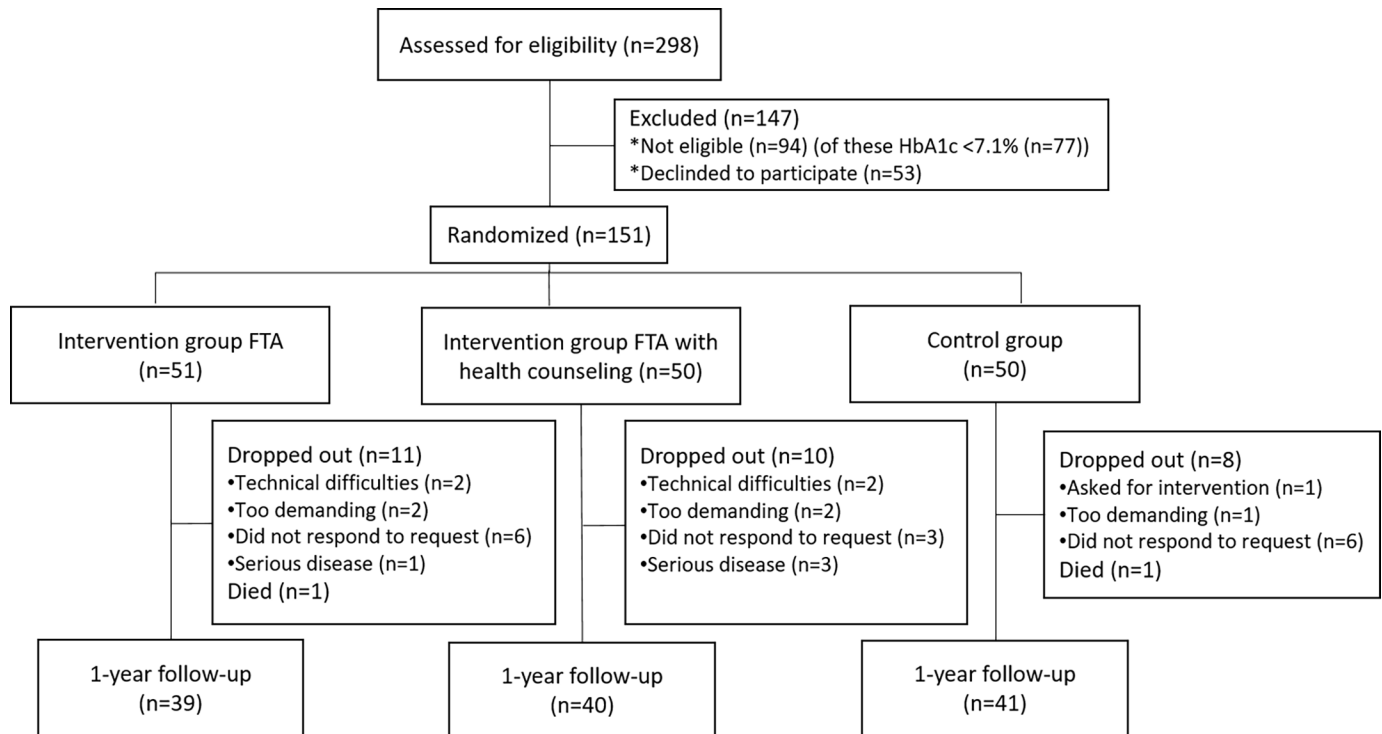 Assessed for eligibility (n=298)
Excluded (n=147)
*Not eligible (n=94) (of these HbA1c <7.1% (n=77))
*Declinded to participate (n=53)
Randomized (n=151)
Intervention group FTA
(n=51)
Intervention group FTA with
health counseling (n=50)
Control group
(n=50)
Dropped out (n=11)
•Technical difficulties (n=2)
•Too demanding (n=2)
•Did not respond to request (n=6)
•Serious disease (n=1)
Died (n=1)
Dropped out (n=10)
•Technical difficulties (n=2)
•Too demanding (n=2)
•Did not respond to request (n=3)
•Serious disease (n=3)
Dropped out (n=8)
•Asked for intervention (n=1)
•Too demanding (n=1)
•Did not respond to request (n=6)
Died (n=1)
1-year follow-up
(n=39)
1-year follow-up
(n=40)
1-year follow-up
(n=41)